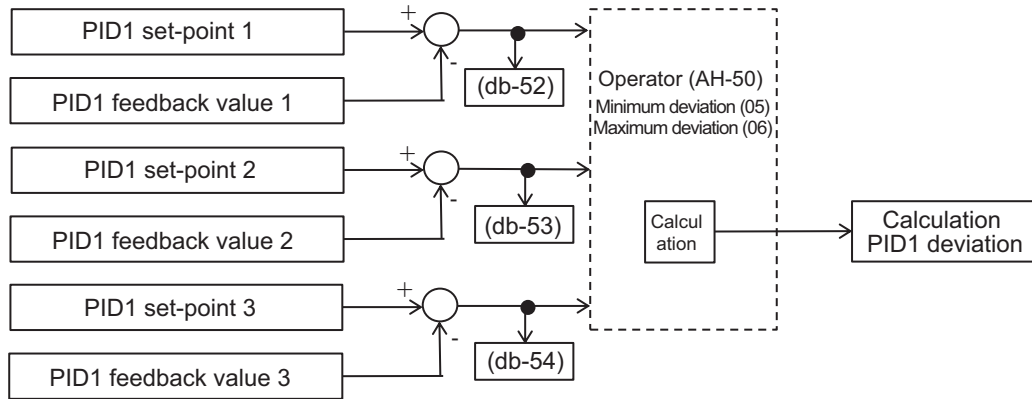 PID1 set-point 1
+
-
PID1 feedback value 1
(db-52)
Operator (AH-50)
Minimum deviation (05)
Maximum deviation (06)
PID1 set-point 2
+
-
PID1 feedback value 2
(db-53)
Calcul
ation
Calculation
PID1 deviation
PID1 set-point 3
+
-
PID1 feedback value 3
(db-54)